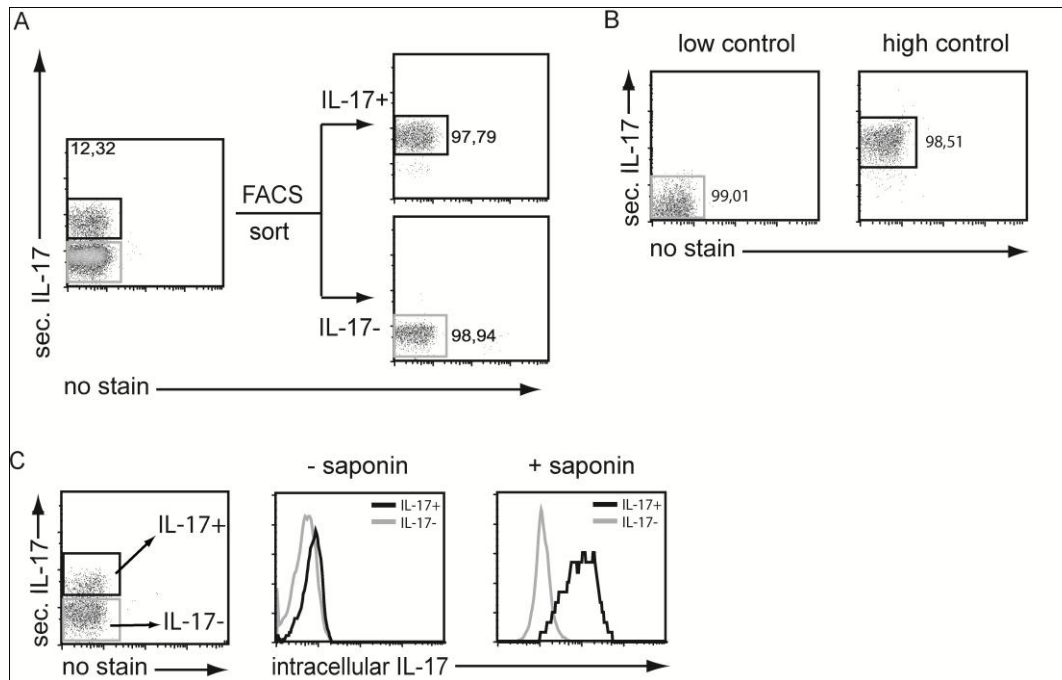 A
sec. IL-17
12,32
FACS
sort
IL-17+
97,79
IL-17-
98,94
no stain
B
low control
high control
sec. IL-17
99,01
98,51
no stain
C
sec. IL-17
IL-17+
IL-17-
no stain
- saponin
IL-17+
IL-17-
+ saponin
IL-17+
IL-17-
intracellular IL-17